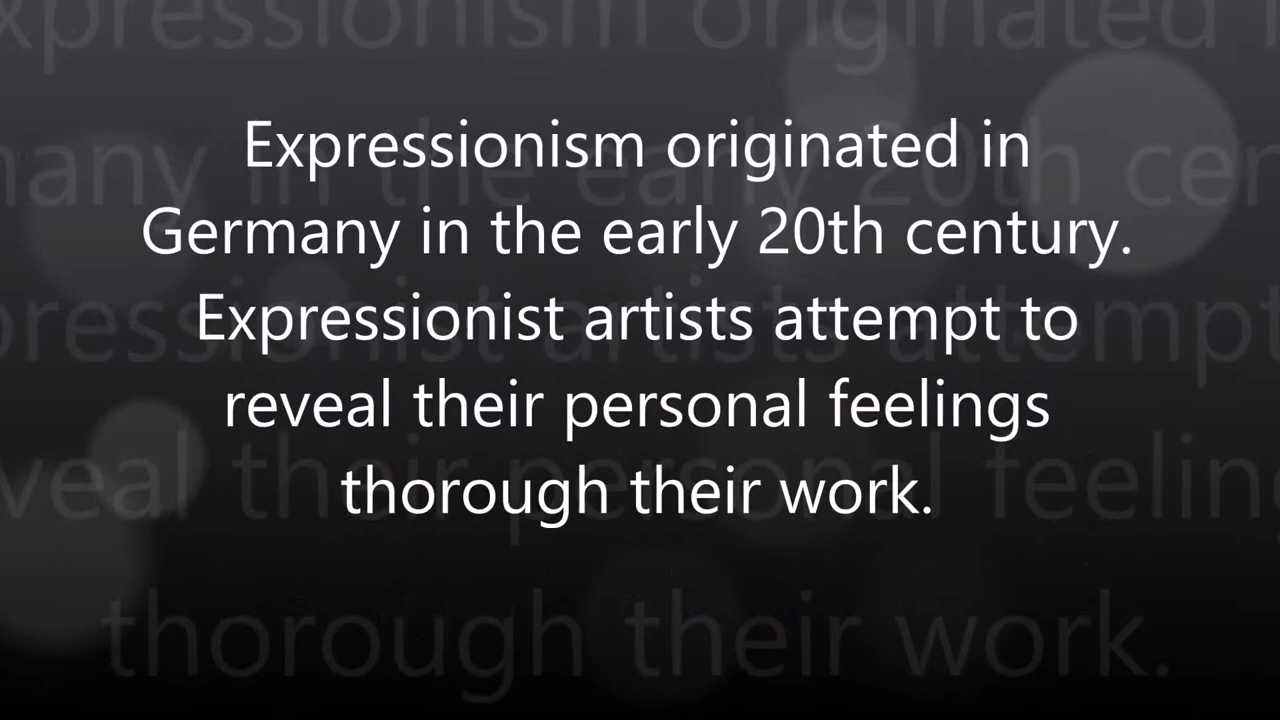 Expressionism originated in
Germany in the early 20th century.
Expressionist artists attempt to
reveal their personal feelings
thorough their work.